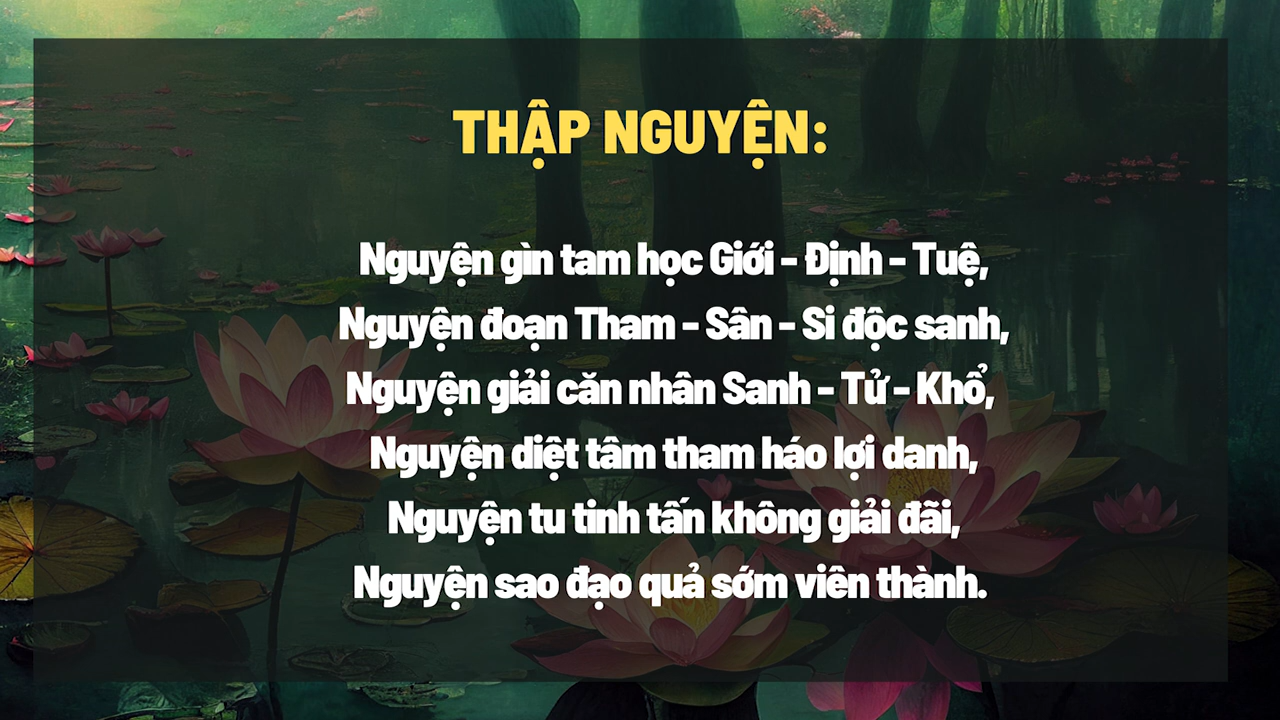 THẬP NGUYỆN:
Nguyện gìn tam học Giới - Định - Tuệ,
Nguyện đoạn Tham - Sân - Si độc sanh,
Nguyện giải căn nhân Sanh - Tử - Khổ,
Nguyện diệt tâm tham háo lợi danh,
Nguyện tu tinh tấn không giải đãi,
Nguyện sao đạo quả sớm viên thành.